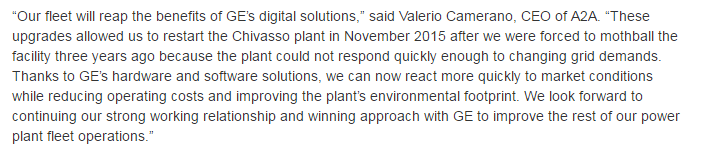 “Our fleet will reap the benefits of GE’s digital solutions,” said Valerio Camerano, CEO of A2A. “These
upgrades allowed us to restart the Chivasso plant in November 2015 after we were forced to mothball the
facility three years ago because the plant could not respond quickly enough to changing grid demands.
Thanks to GE’s hardware and software solutions, we can now react more quickly to market conditions
while reducing operating costs and improving the plant’s environmental footprint. We look forward to
continuing our strong working relationship and winning approach with GE to improve the rest of our power
plant fleet operations.”